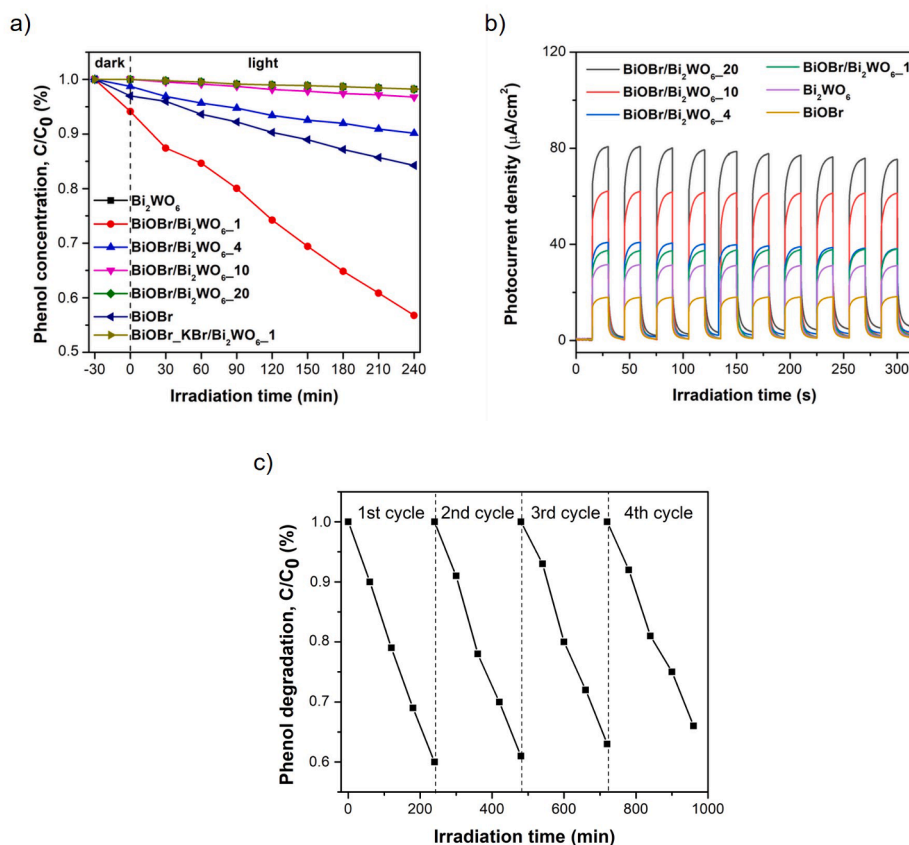 a)
dark
light
Phenol concentration, C/C₀ (%)
1.0
0.9
0.8
0.7
0.6
0.5
Bi₂WO₆
BiOBr/Bi₂WO₆_1
BiOBr/Bi₂WO₆_4
BiOBr/Bi₂WO₆_10
BiOBr/Bi₂WO₆_20
BiOBr
BiOBr_KBr/Bi₂WO₆_1
-30 0 30 60 90 120 150 180 210 240
Irradiation time (min)
b)
Photocurrent density (μA/cm²)
120
80
40
0
BiOBr/Bi₂WO₆_20
BiOBr/Bi₂WO₆_10
BiOBr/Bi₂WO₆_4
BiOBr/Bi₂WO₆_1
Bi₂WO₆
BiOBr
0 50 100 150 200 250 300
Irradiation time (s)
c)
Phenol degradation, C/C₀ (%)
1.0
0.9
0.8
0.7
0.6
1st cycle 2nd cycle 3rd cycle 4th cycle
0 200 400 600 800 1000
Irradiation time (min)